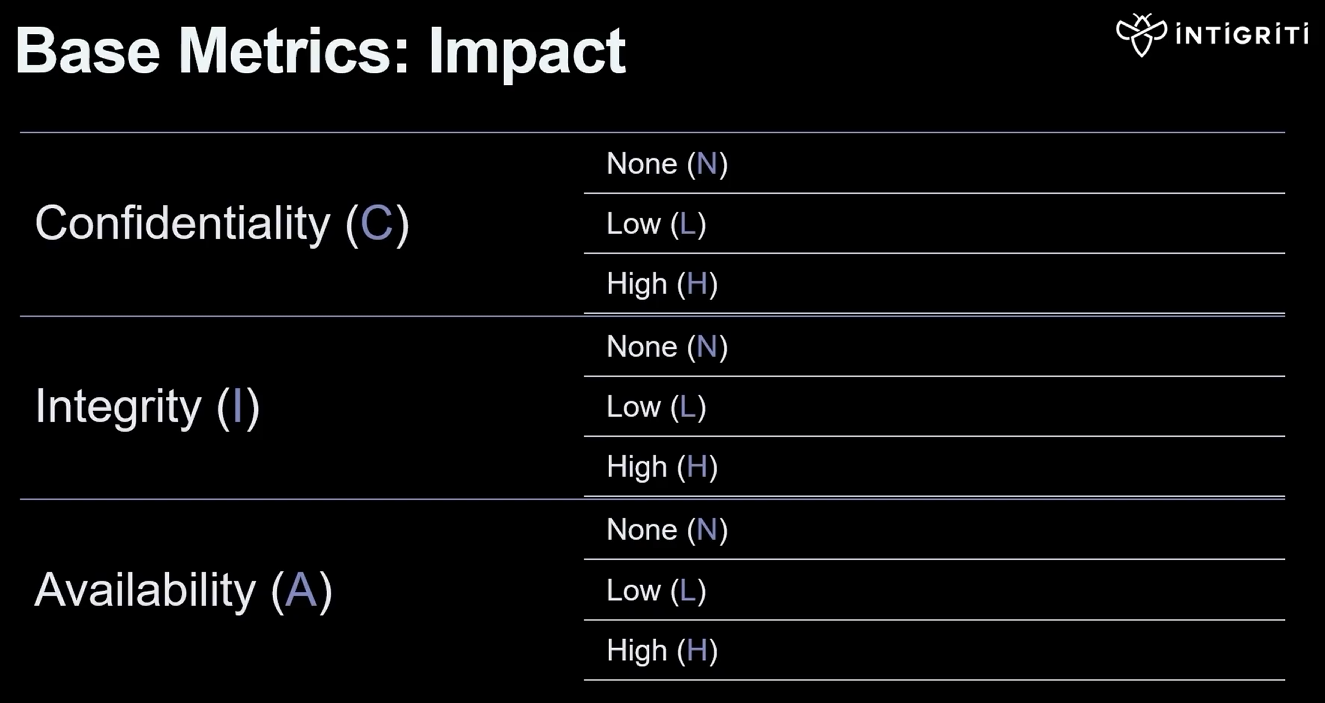 Base Metrics: Impact
INTIGRITI
Confidentiality (C)
None (N)
Low (L)
High (H)
Integrity (I)
None (N)
Low (L)
High (H)
Availability (A)
None (N)
Low (L)
High (H)